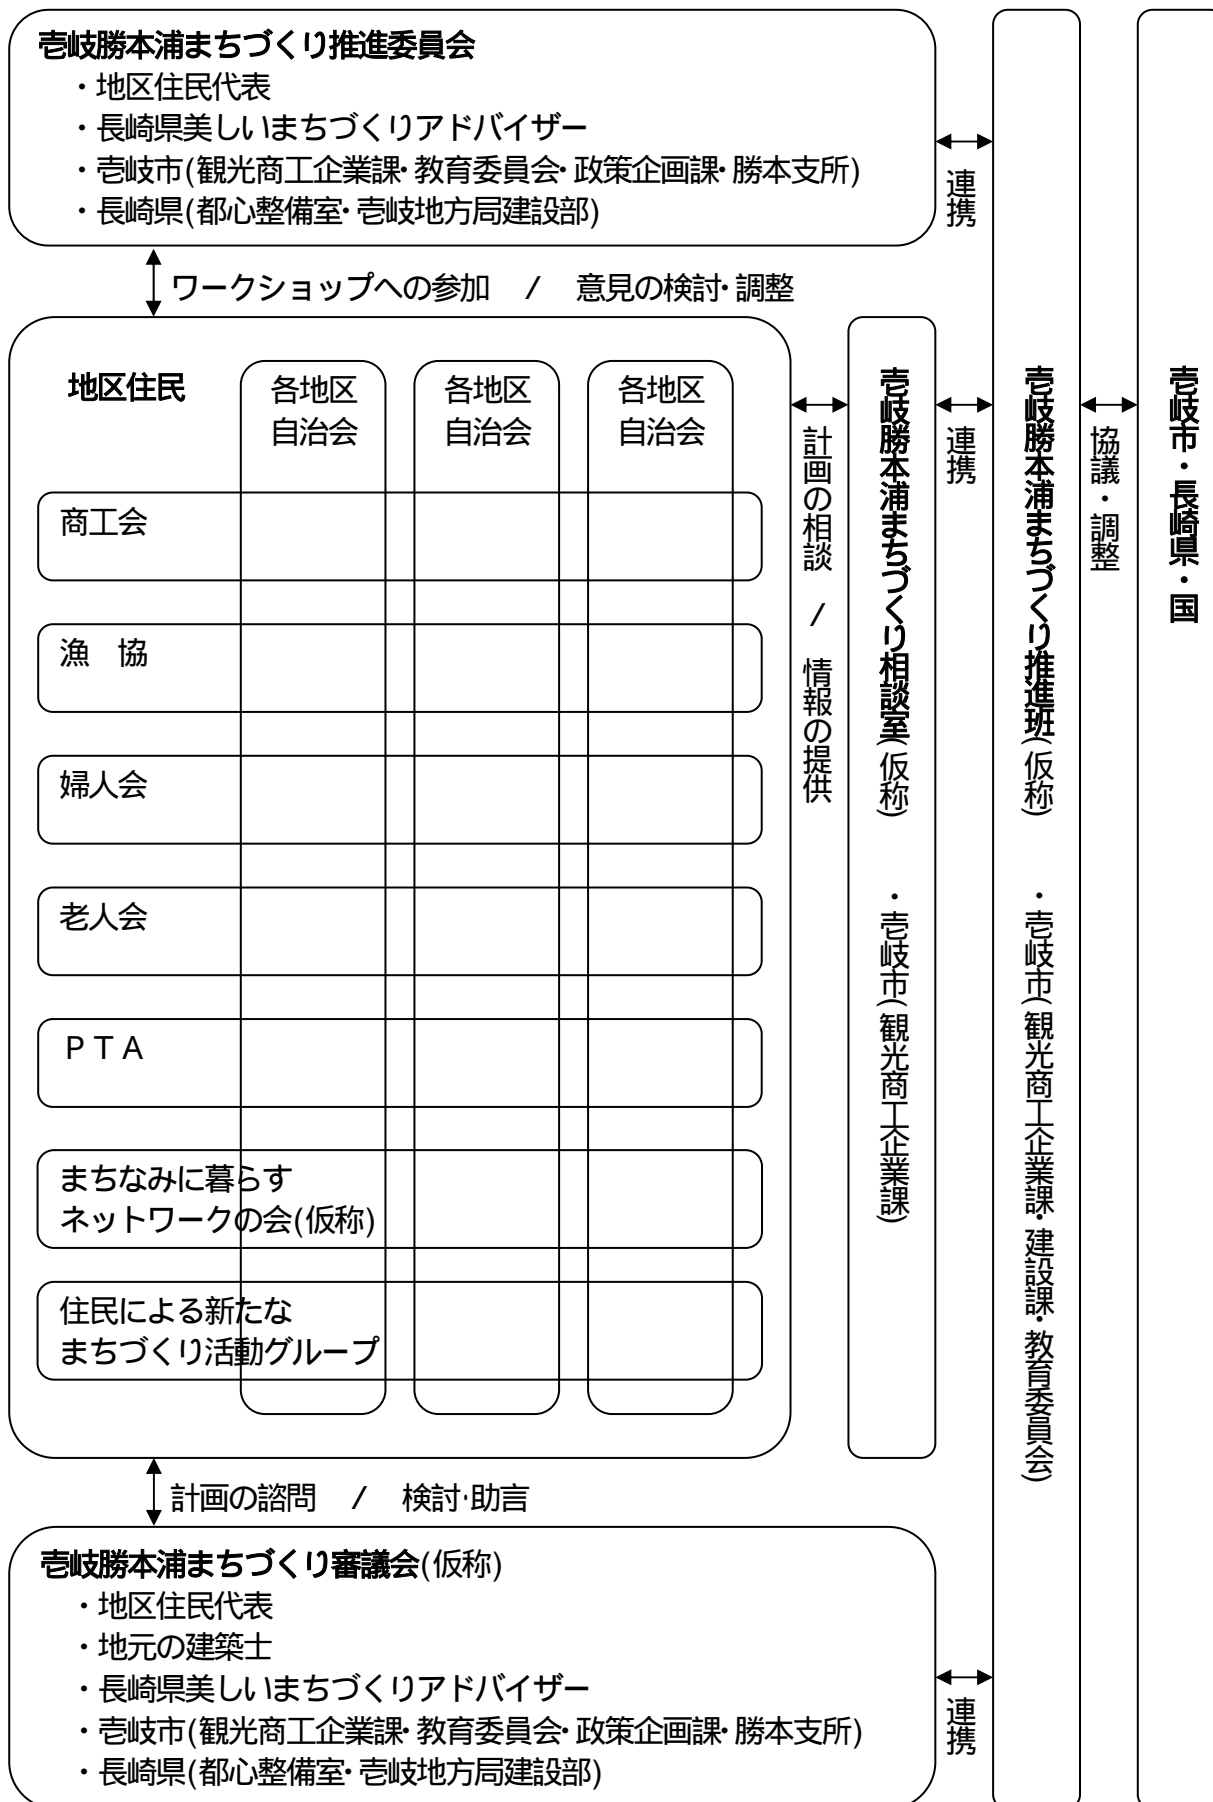 壱岐勝本浦まちづくり推進委員会
・地区住民代表
・長崎県美しいまちづくりアドバイザー
・壱岐市(観光商工企業課・教育委員会・政策企画課・勝本支所)
・長崎県(都心整備室・壱岐地方局建設部)
連携
ワークショップへの参加　/　意見の検討・調整
地区住民
各地区
自治会
各地区
自治会
各地区
自治会
商工会
漁　協
婦人会
老人会
ＰＴＡ
まちなみに暮らす
ネットワークの会(仮称)
住民による新たな
まちづくり活動グループ
計画の相談　/　情報の提供
壱岐勝本浦まちづくり相談室(仮称)　・壱岐市(観光商工企業課)
連携
壱岐勝本浦まちづくり推進班(仮称)　・壱岐市(観光商工企業課・建設課・教育委員会)
協議・調整
壱岐市・長崎県・国
計画の諮問　/　検討・助言
壱岐勝本浦まちづくり審議会(仮称)
・地区住民代表
・地元の建築士
・長崎県美しいまちづくりアドバイザー
・壱岐市(観光商工企業課・教育委員会・政策企画課・勝本支所)
・長崎県(都心整備室・壱岐地方局建設部)
連携